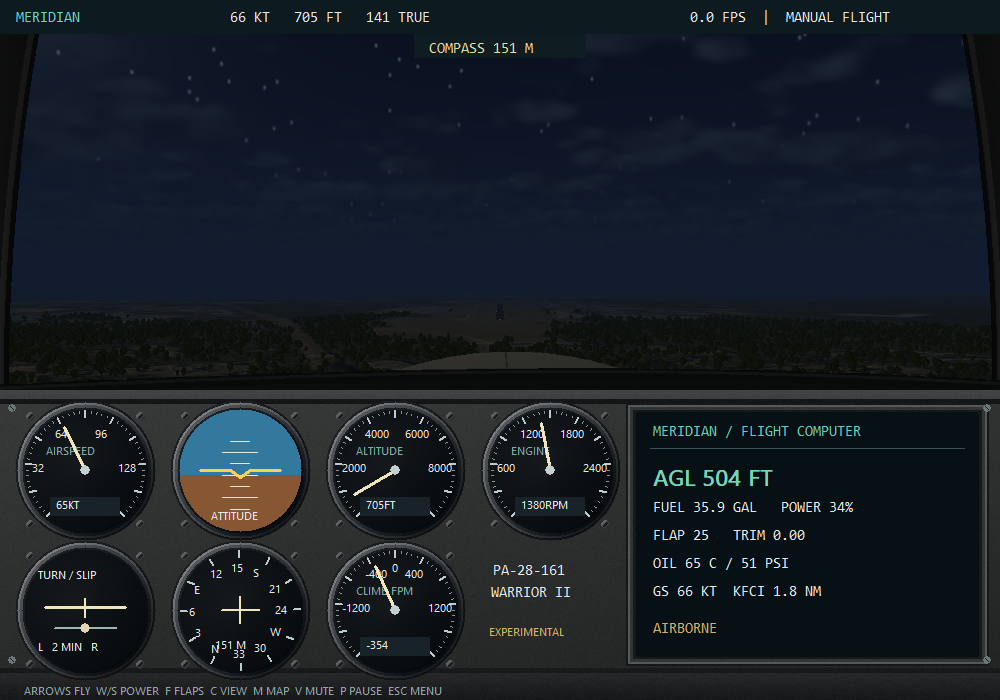 MERIDIAN 66 KT 705 FT 141 TRUE 0.0 FPS | MANUAL FLIGHT
COMPASS 151 M
64 96
AIRSPEED
32 128
65KT
ATTITUDE
4000 6000
ALTITUDE
2000 8000
705FT
1200 1800
ENGINE
600 2400
1380RPM
TURN / SLIP
L 2 MIN R
12 15 S
E 21
6 24
3 W
N 33 30
151 M
-400 0 400
CLIMB FPM
-1200 1200
-354
PA-28-161
WARRIOR II
EXPERIMENTAL
MERIDIAN / FLIGHT COMPUTER
AGL 504 FT
FUEL 35.9 GAL POWER 34%
FLAP 25 TRIM 0.00
OIL 65 C / 51 PSI
GS 66 KT KFCI 1.8 NM
AIRBORNE
ARROWS FLY W/S POWER F FLAPS C VIEW M MAP V MUTE P PAUSE ESC MENU